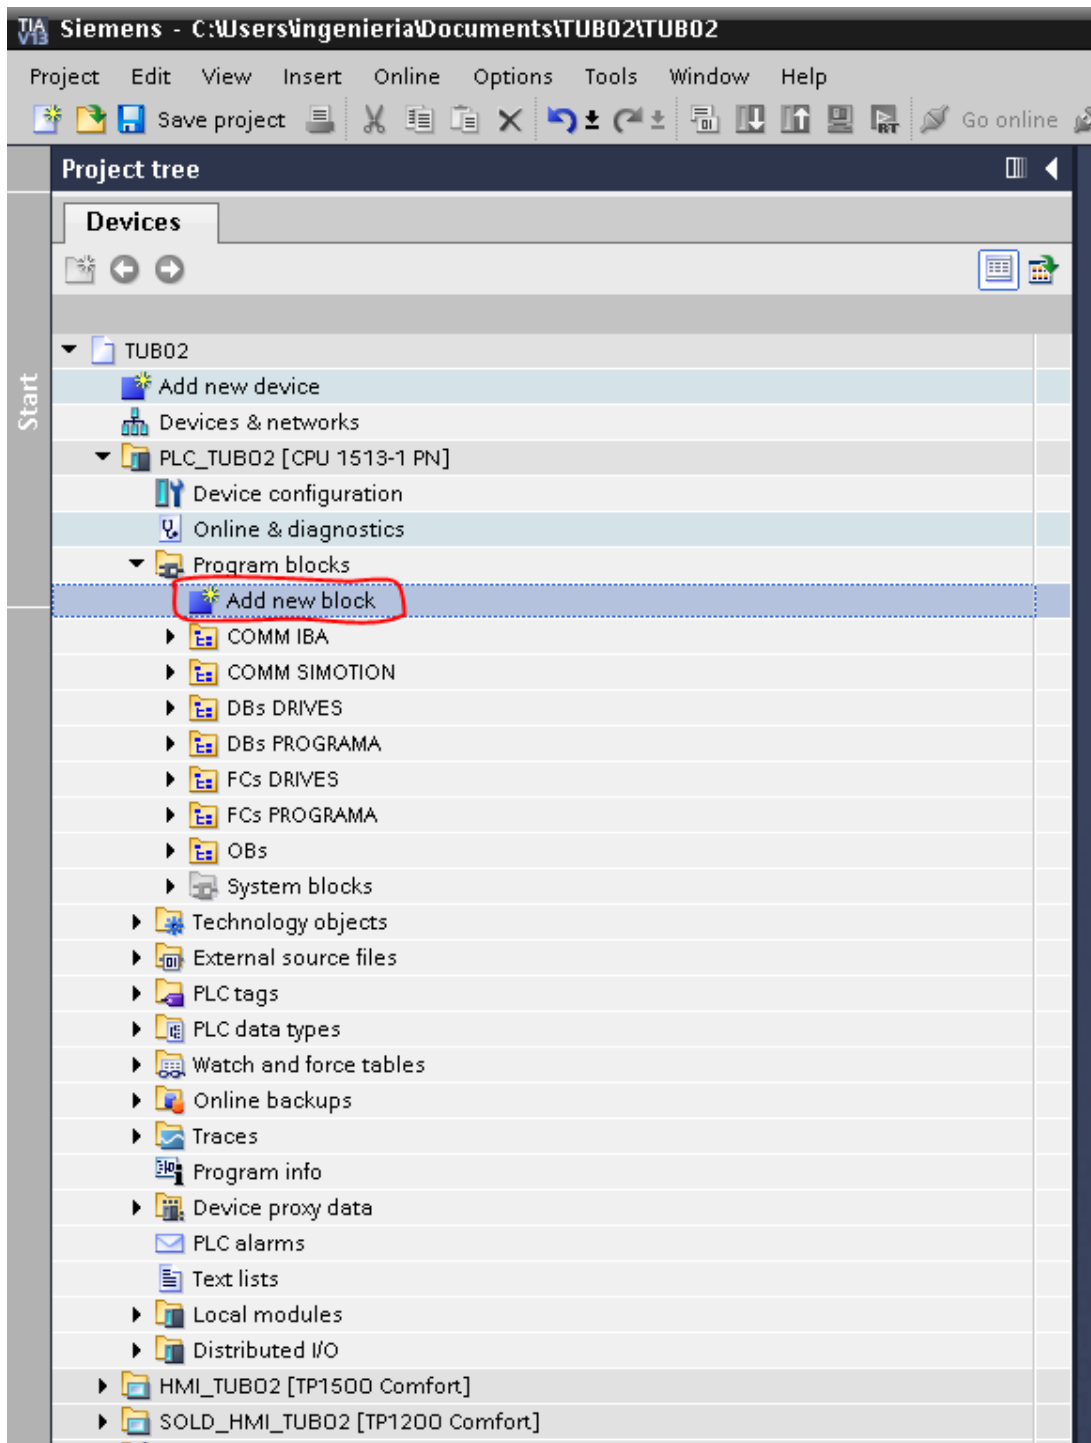 TIA V13 Siemens - C:\Users\ingenieria\Documents\TUB02\TUB02
Project Edit View Insert Online Options Tools Window Help
Save project Go online
Project tree
Devices
Start
TUB02
Add new device
Devices & networks
PLC_TUB02 [CPU 1513-1 PN]
Device configuration
Online & diagnostics
Program blocks
Add new block
COMM IBA
COMM SIMOTION
DBs DRIVES
DBs PROGRAMA
FCs DRIVES
FCs PROGRAMA
OBs
System blocks
Technology objects
External source files
PLC tags
PLC data types
Watch and force tables
Online backups
Traces
Program info
Device proxy data
PLC alarms
Text lists
Local modules
Distributed I/O
HMI_TUB02 [TP1500 Comfort]
SOLD_HMI_TUB02 [TP1200 Comfort]